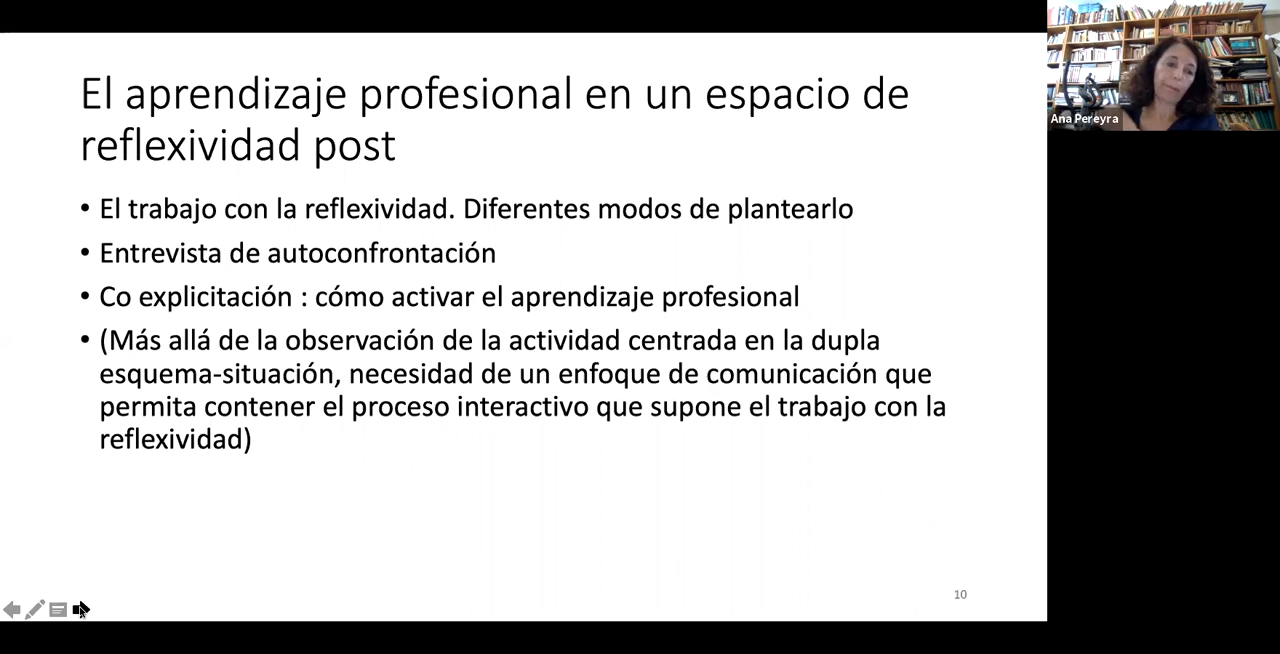 El aprendizaje profesional en un espacio de
reflexividad post
• El trabajo con la reflexividad. Diferentes modos de plantearlo
• Entrevista de autoconfrontación
• Co explicitación : cómo activar el aprendizaje profesional
• (Más allá de la observación de la actividad centrada en la dupla
esquema-situación, necesidad de un enfoque de comunicación que
permita contener el proceso interactivo que supone el trabajo con la
reflexividad)
10
Ana Pereyra